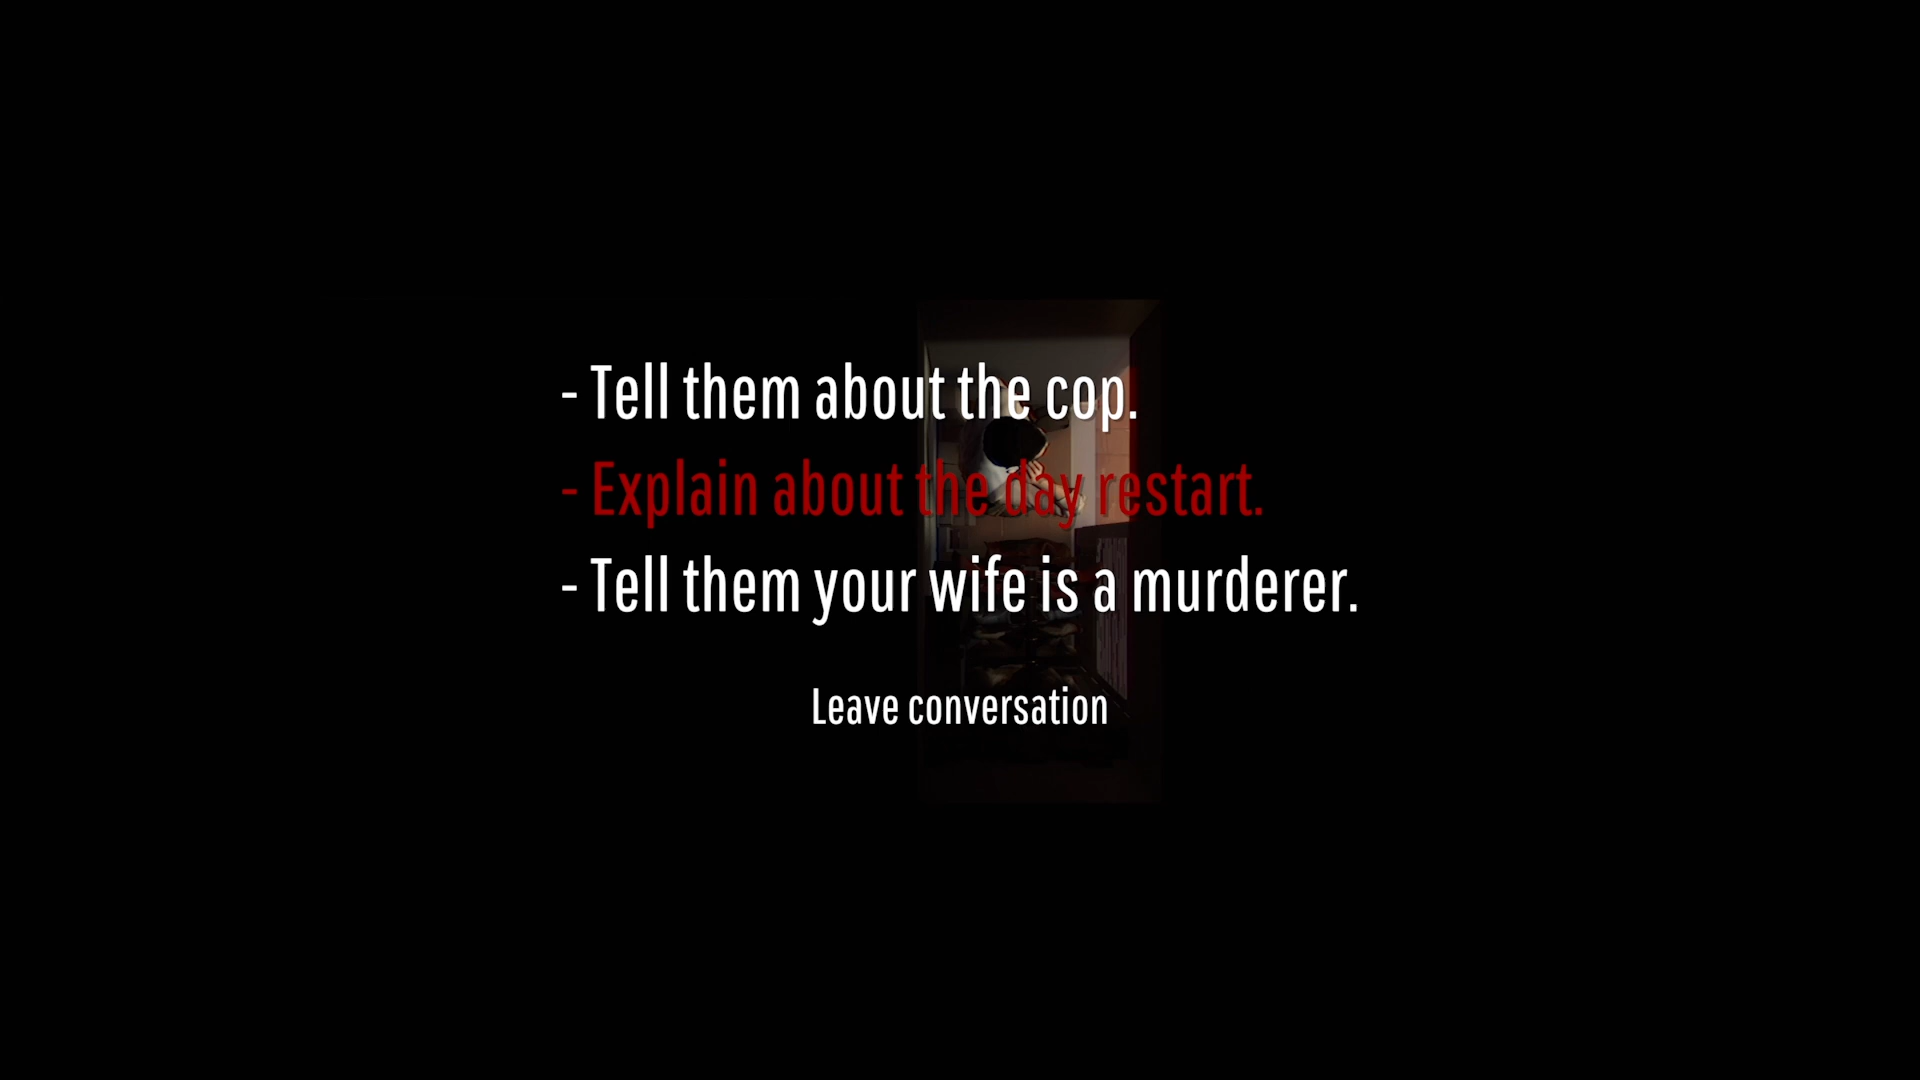 - Tell them about the cop.
- Explain about the day restart.
- Tell them your wife is a murderer.
Leave conversation